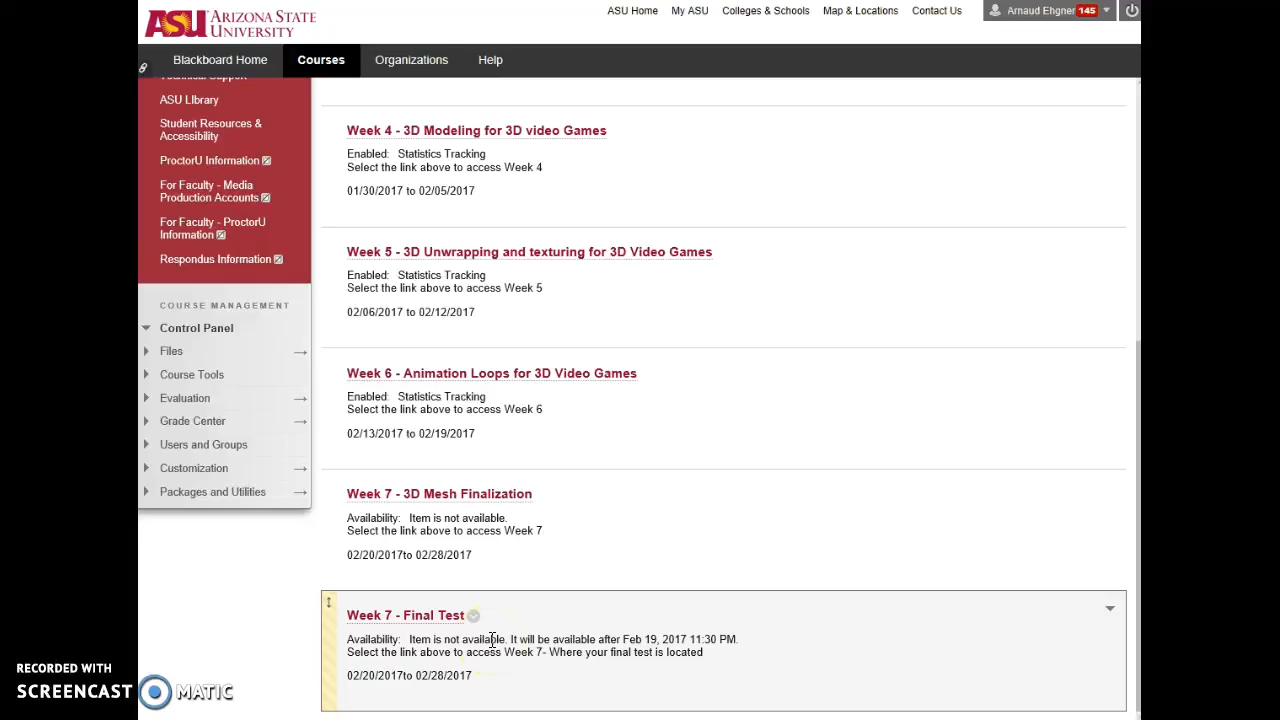 ASU ARIZONA STATE UNIVERSITY
ASU Home My ASU Colleges & Schools Map & Locations Contact Us Arnaud Ehgner 145
Blackboard Home Courses Organizations Help
Technical Support
ASU LIbrary
Student Resources &
Accessibility
ProctorU Information
For Faculty - Media
Production Accounts
For Faculty - ProctorU
Information
Respondus Information
COURSE MANAGEMENT
Control Panel
Files
Course Tools
Evaluation
Grade Center
Users and Groups
Customization
Packages and Utilities
Week 4 - 3D Modeling for 3D video Games
Enabled: Statistics Tracking
Select the link above to access Week 4
01/30/2017 to 02/05/2017
Week 5 - 3D Unwrapping and texturing for 3D Video Games
Enabled: Statistics Tracking
Select the link above to access Week 5
02/06/2017 to 02/12/2017
Week 6 - Animation Loops for 3D Video Games
Enabled: Statistics Tracking
Select the link above to access Week 6
02/13/2017 to 02/19/2017
Week 7 - 3D Mesh Finalization
Availability: Item is not available.
Select the link above to access Week 7
02/20/2017to 02/28/2017
Week 7 - Final Test
Availability: Item is not available. It will be available after Feb 19, 2017 11:30 PM.
Select the link above to access Week 7- Where your final test is located
02/20/2017to 02/28/2017
RECORDED WITH
SCREENCAST MATIC